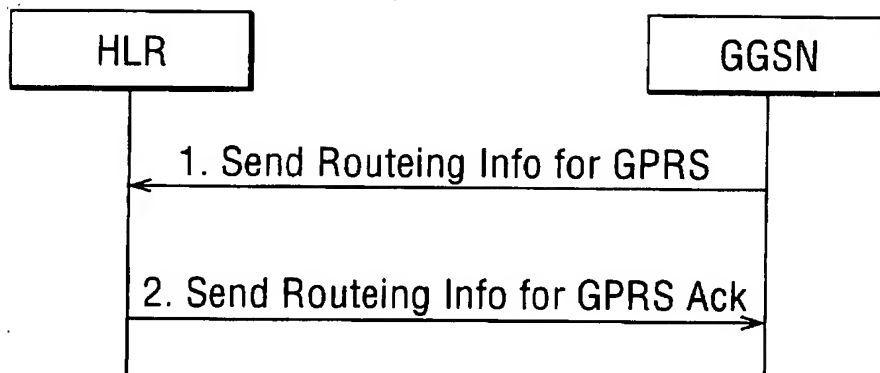 HLR
GGSN
1. Send Routeing Info for GPRS
2. Send Routeing Info for GPRS Ack